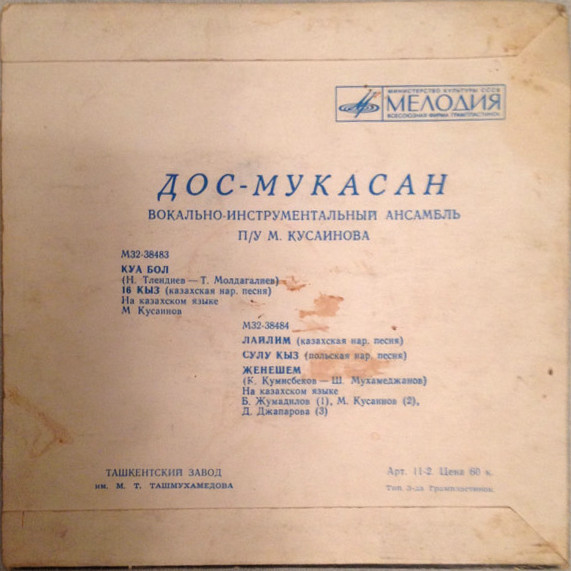 МИНИСТЕРСТВО КУЛЬТУРЫ СССР
МЕЛОДИЯ
ВСЕСОЮЗНАЯ ФИРМА ГРАМПЛАСТИНОК
ДОС-МУКАСАН
ВОКАЛЬНО-ИНСТРУМЕНТАЛЬНЫЙ АНСАМБЛЬ
П/У М. КУСАИНОВА
М32-38483
КУА БОЛ
(Н. Тлендиев — Т. Молдагалиев)
16 КЫЗ (казахская нар. песня)
На казахском языке
М Кусаинов
М32-38484
ЛАЙЛИМ (казахская нар. песня)
СУЛУ КЫЗ (польская нар. песня)
ЖЕНЕШЕМ
(К. Кумисбеков — Ш. Мухамеджанов)
На казахском языке
Б. Жумадилов (1), М. Кусаинов (2),
Д. Джапарова (3)
ТАШКЕНТСКИЙ ЗАВОД
им. М. Т. ТАШМУХАМЕДОВА
Арт. 11-2. Цена 60 к.
Тип. З-да Грампластинок.